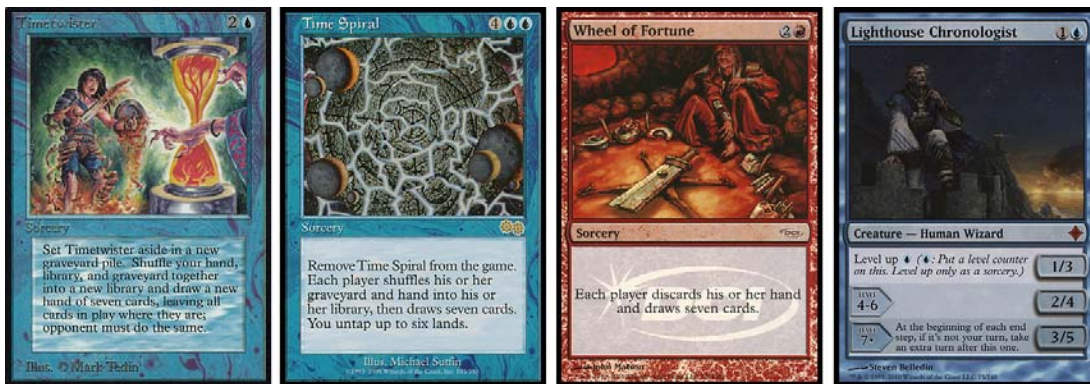 Timetwister 2
Sorcery
Set Timetwister aside in a new
graveyard pile. Shuffle your hand,
library, and graveyard together
into a new library and draw a new
hand of seven cards, leaving all
cards in play where they are;
opponent must do the same.
Illus. © Mark Tedin
Time Spiral 4
Sorcery
Remove Time Spiral from the game.
Each player shuffles his or her
graveyard and hand into his or
her library, then draws seven cards.
You untap up to six lands.
Illus. Michael Sutfin
Wheel of Fortune 2
Sorcery
DCI
Each player discards his or her hand
and draws seven cards.
John Matson
Lighthouse Chronologist 1
Creature — Human Wizard
Level up ( : Put a level counter
on this. Level up only as a sorcery.)
1/3
LEVEL
4-6
2/4
LEVEL
7+
At the beginning of each end
step, if it's not your turn, take
an extra turn after this one.
3/5
Steven Belledin